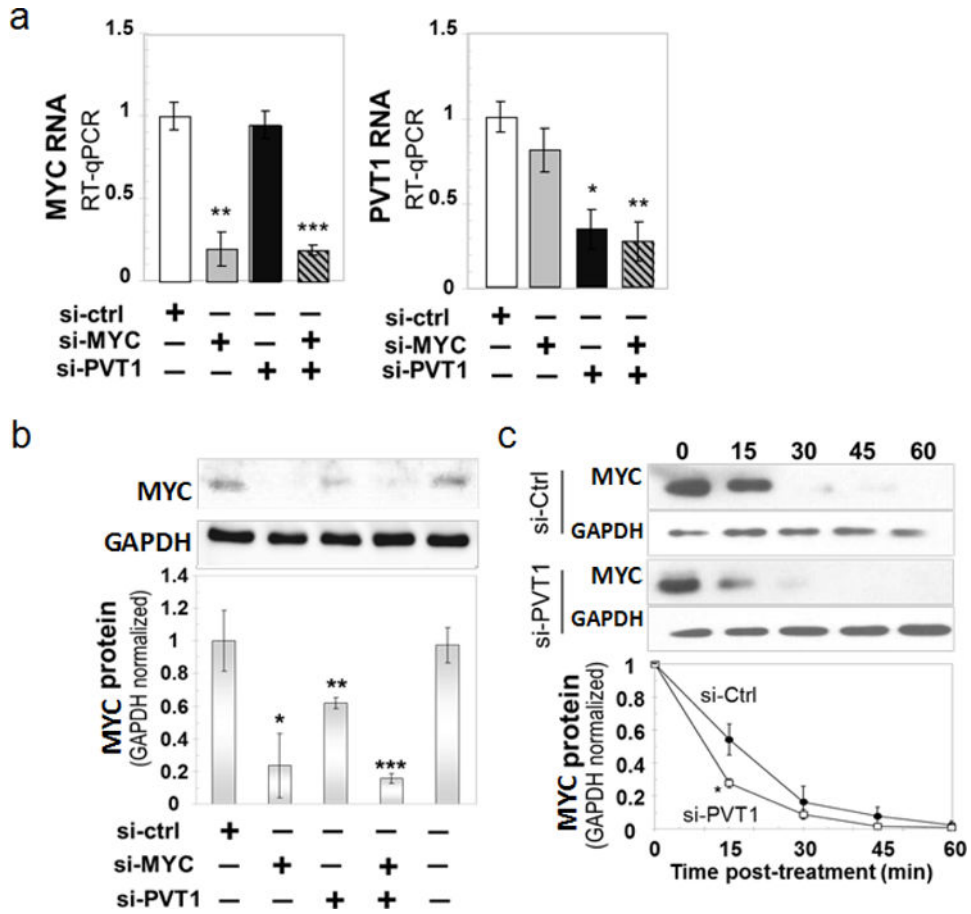 a
MYC RNA
RT-qPCR
1.5
1
0.5
0
**
***
si-ctrl + – – –
si-MYC – + – +
si-PVT1 – – + +
PVT1 RNA
RT-qPCR
1.5
1
0.5
0
*
**
si-ctrl + – – –
si-MYC – + – +
si-PVT1 – – + +
b
MYC
GAPDH
MYC protein
(GAPDH normalized)
1.4
1.2
1
0.8
0.6
0.4
0.2
0
*
**
***
si-ctrl + – – – –
si-MYC – + – + –
si-PVT1 – – + + –
c
0 15 30 45 60
si-Ctrl
MYC
GAPDH
si-PVT1
MYC
GAPDH
MYC protein
(GAPDH normalized)
1
0.8
0.6
0.4
0.2
0
si-Ctrl
*
si-PVT1
0 15 30 45 60
Time post-treatment (min)